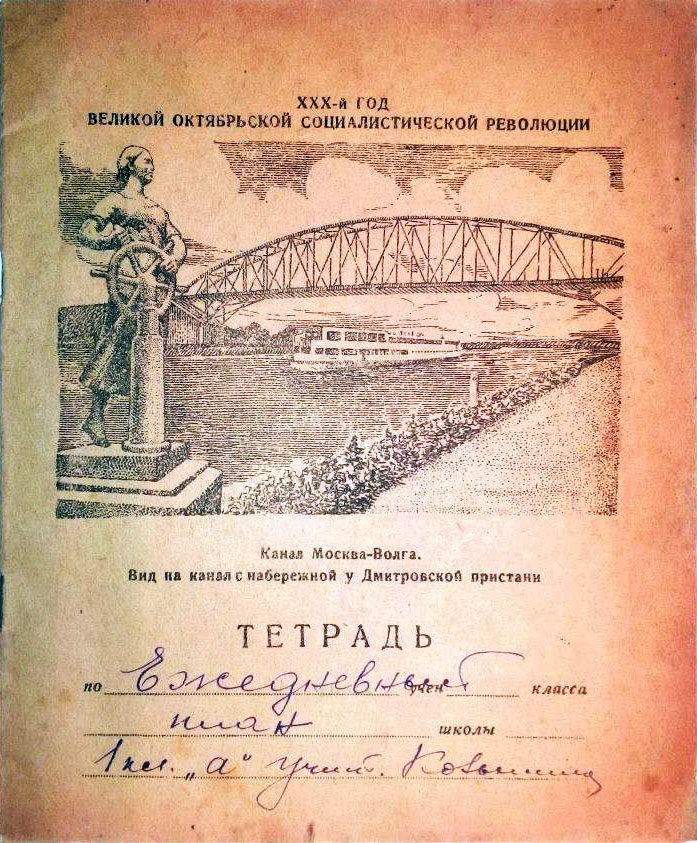 XXX-й ГОД
ВЕЛИКОЙ ОКТЯБРЬСКОЙ СОЦИАЛИСТИЧЕСКОЙ РЕВОЛЮЦИИ
Канал Москва-Волга.
Вид на канал с набережной у Дмитровской пристани
ТЕТРАДЬ
по Ежедневный учен класса
план школы
1 кл. „а" учит.